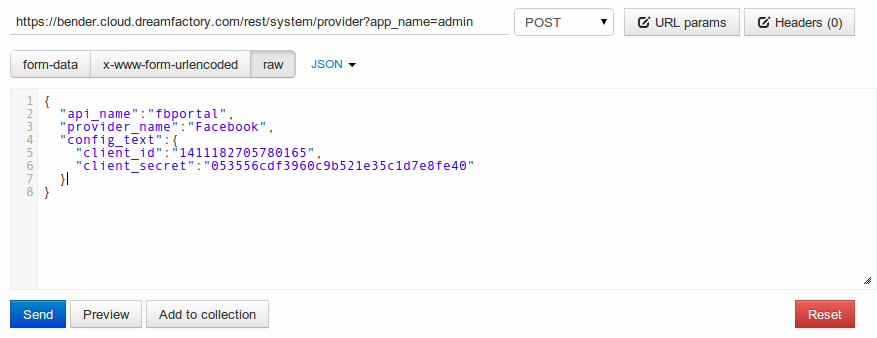 https://bender.cloud.dreamfactory.com/rest/system/provider?app_name=admin POST URL params Headers (0)
form-data x-www-form-urlencoded raw JSON
1 {
2 "api_name":"fbportal",
3 "provider_name":"Facebook",
4 "config_text":{
5 "client_id":"1411182705780165",
6 "client_secret":"053556cdf3960c9b521e35c1d7e8fe40"
7 }
8 }
Send Preview Add to collection Reset